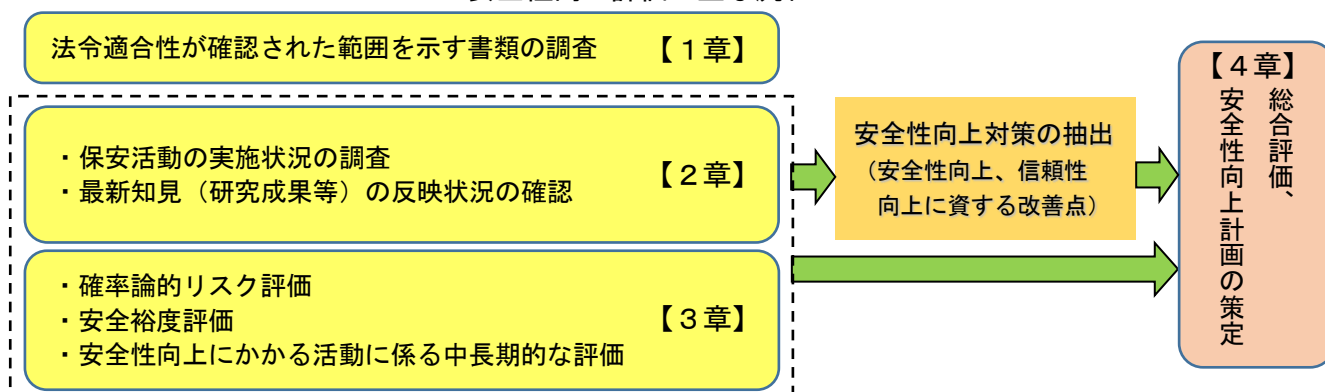 法令適合性が確認された範囲を示す書類の調査 【1章】
・保安活動の実施状況の調査
・最新知見（研究成果等）の反映状況の確認
【2章】
・確率論的リスク評価
・安全裕度評価
・安全性向上にかかる活動に係る中長期的な評価
【3章】
安全性向上対策の抽出
（安全性向上、信頼性
向上に資する改善点）
【4章】
総合評価、
安全性向上計画の策定